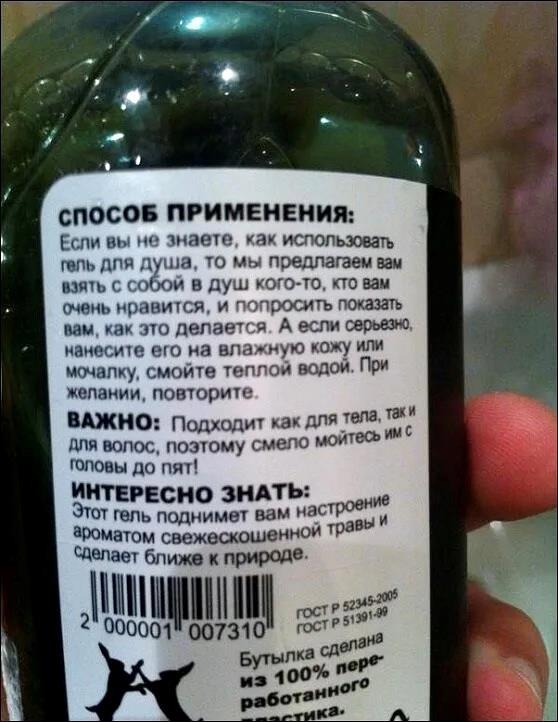 СПОСОБ ПРИМЕНЕНИЯ:
Если вы не знаете, как использовать
гель для душа, то мы предлагаем вам
взять с собой в душ кого-то, кто вам
очень нравится, и попросить показать
вам, как это делается. А если серьезно,
нанесите его на влажную кожу или
мочалку, смойте теплой водой. При
желании, повторите.
ВАЖНО: Подходит как для тела, так и
для волос, поэтому смело мойтесь им с
головы до пят!
ИНТЕРЕСНО ЗНАТЬ:
Этот гель поднимет вам настроение
ароматом свежескошенной травы и
сделает ближе к природе.
2 000001 007310
ГОСТ Р 52345-2005
ГОСТ Р 51391-99
Бутылка сделана
из 100% пере-
работанного
пластика.